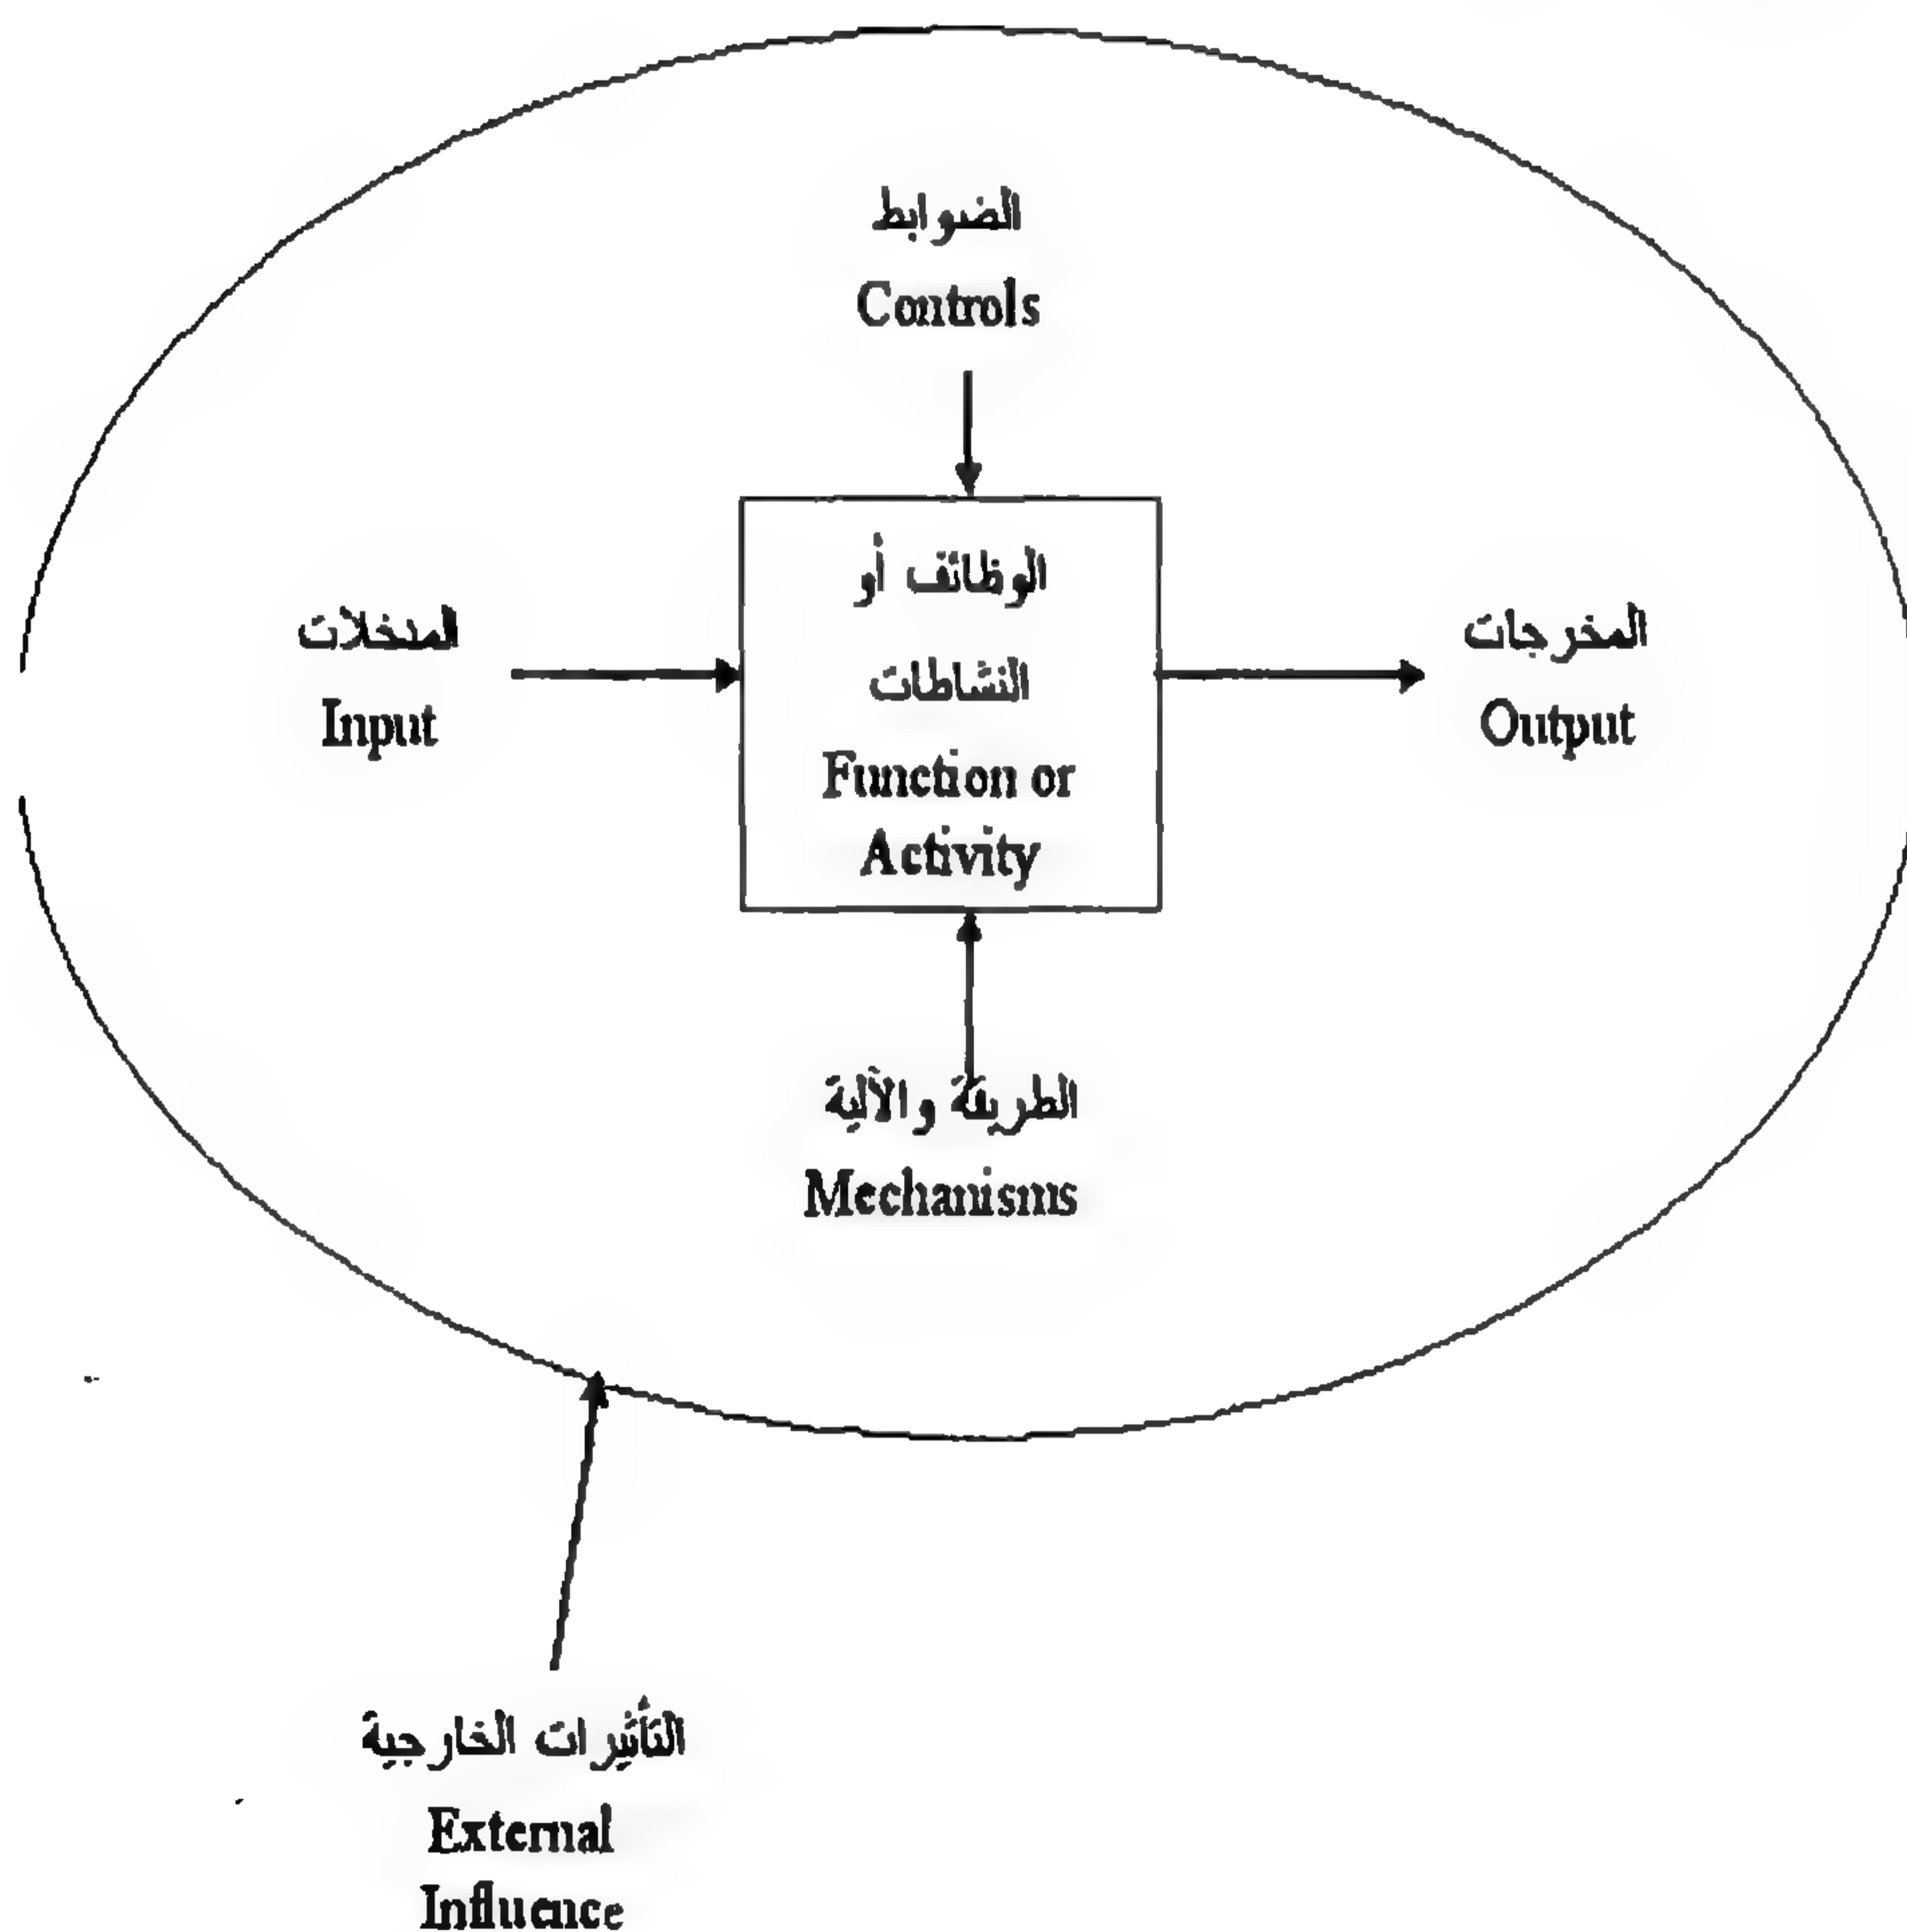 الضوابط
Controls
المدخلات
Input
الوظائف أو
النشاطات
Function or
Activity
المخرجات
Output
الطريقة والآلية
Mechanisms
التأثيرات الخارجية
External
Influence